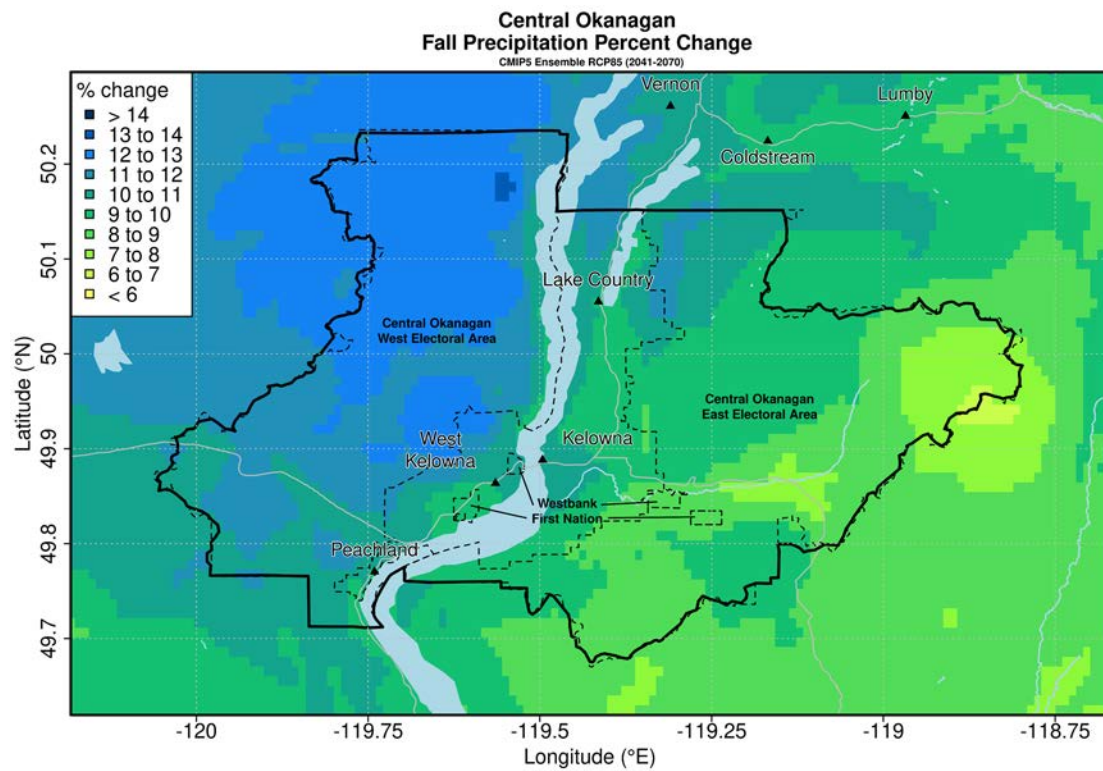 Central Okanagan
Fall Precipitation Percent Change
CMIP5 Ensemble RCP85 (2041-2070)
% change
> 14
13 to 14
12 to 13
11 to 12
10 to 11
9 to 10
8 to 9
7 to 8
6 to 7
< 6
Vernon
Lumby
Coldstream
Lake Country
Central Okanagan
West Electoral Area
Central Okanagan
East Electoral Area
West
Kelowna
Kelowna
Westbank
First Nation
Peachland
50.2
50.1
50
49.9
49.8
49.7
Latitude (°N)
-120
-119.75
-119.5
-119.25
-119
-118.75
Longitude (°E)